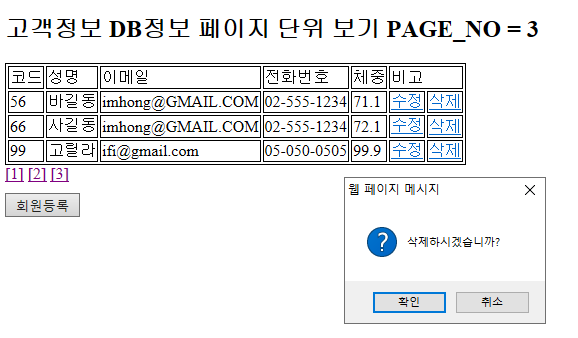 고객정보 DB정보 페이지 단위 보기 PAGE_NO = 3
코드 성명 이메일 전화번호 체중 비고
56 바길동 imhong@GMAIL.COM 02-555-1234 71.1 수정 삭제
66 사길동 imhong@GMAIL.COM 02-555-1234 72.1 수정 삭제
99 고릴라 ifi@gmail.com 05-050-0505 99.9 수정 삭제
[1] [2] [3]
회원등록
웹 페이지 메시지
삭제하시겠습니까?
확인 취소